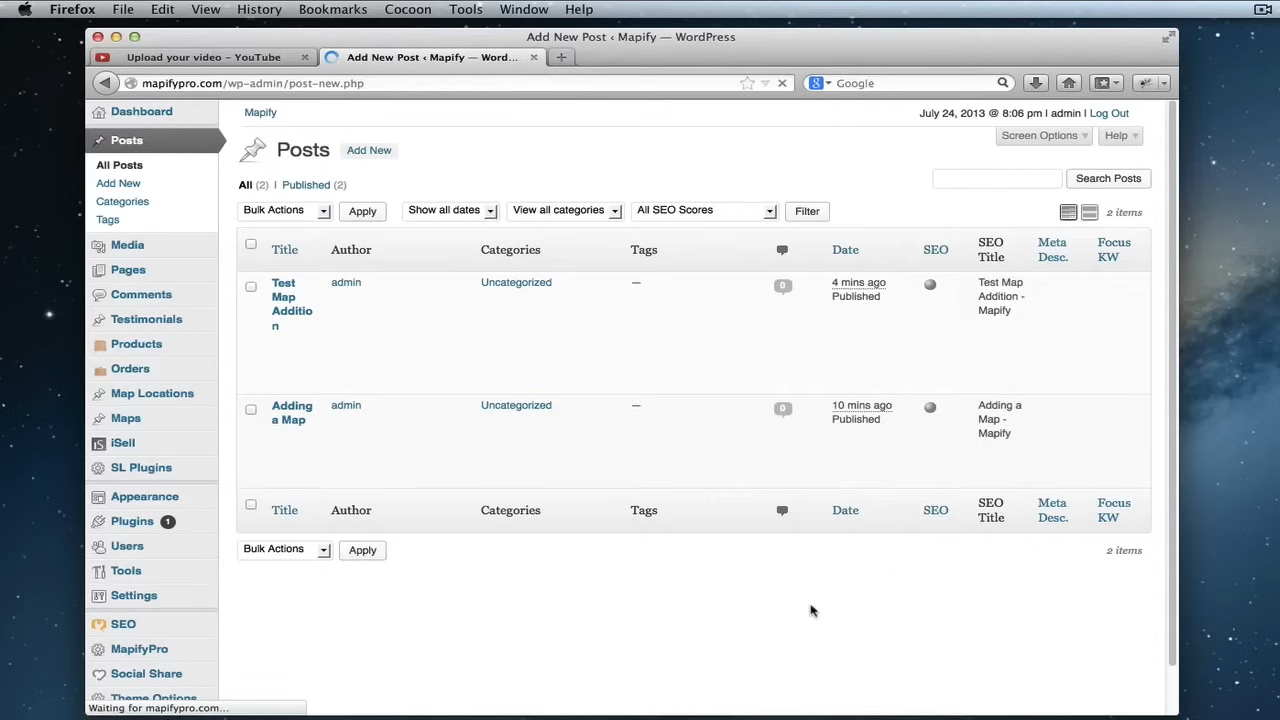 Firefox File Edit View History Bookmarks Cocoon Tools Window Help
Add New Post ‹ Mapify — WordPress
Upload your video – YouTube
Add New Post ‹ Mapify — Word...
mapifypro.com/wp-admin/post-new.php
Google
Dashboard
Posts
All Posts
Add New
Categories
Tags
Media
Pages
Comments
Testimonials
Products
Orders
Map Locations
Maps
iSell
SL Plugins
Appearance
Plugins 1
Users
Tools
Settings
SEO
MapifyPro
Social Share
Theme Options
Waiting for mapifypro.com...
Mapify
July 24, 2013 @ 8:06 pm | admin | Log Out
Screen Options
Help
Posts Add New
All (2) | Published (2)
Search Posts
Bulk Actions Apply Show all dates View all categories All SEO Scores Filter
2 items
Title Author Categories Tags Date SEO SEO Title Meta Desc. Focus KW
Test Map Additio
n
admin
Uncategorized
—
0
4 mins ago
Published
Test Map
Addition -
Mapify
Adding
a Map
admin
Uncategorized
—
0
10 mins ago
Published
Adding a
Map -
Mapify
Title Author Categories Tags Date SEO SEO Title Meta Desc. Focus KW
Bulk Actions Apply
2 items